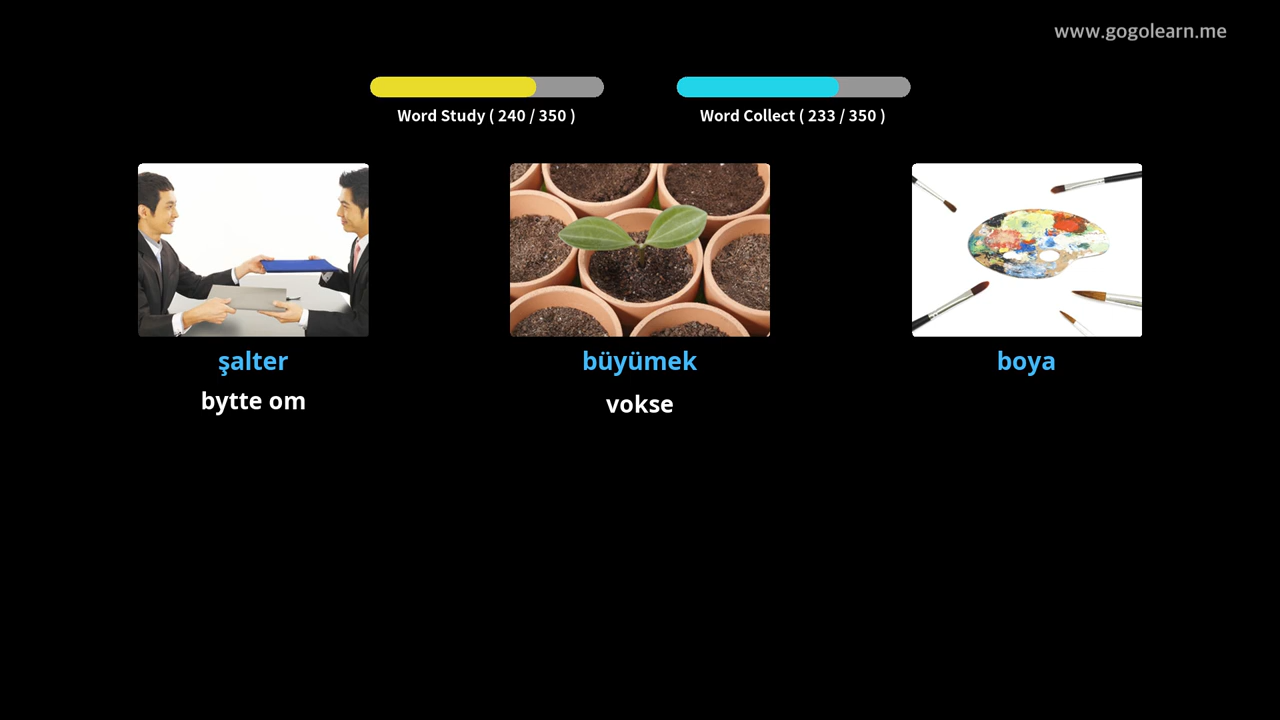 www.gogolearn.me
Word Study ( 240 / 350 )
Word Collect ( 233 / 350 )
şalter
büyümek
boya
bytte om
vokse